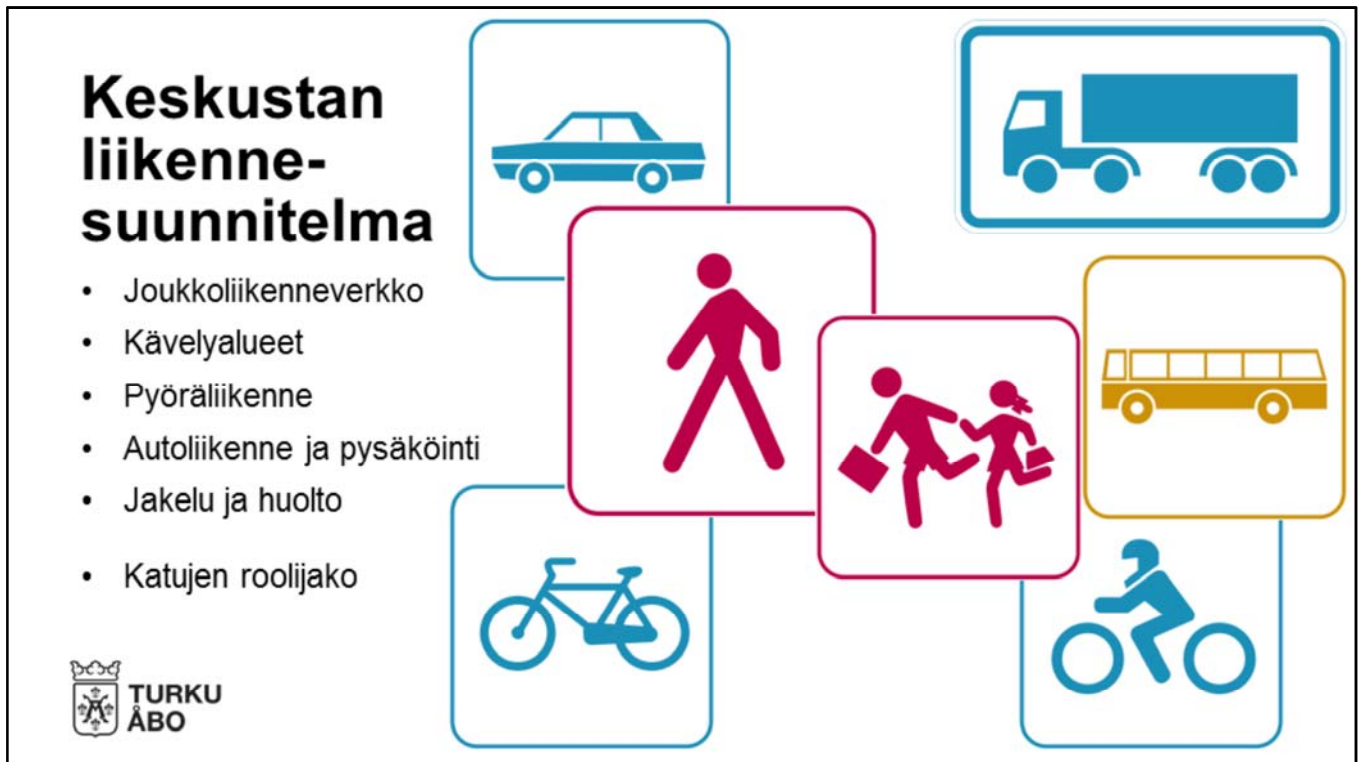 Keskustan
liikenne-
suunnitelma
• Joukkoliikenneverkko
• Kävelyalueet
• Pyöräliikenne
• Autoliikenne ja pysäköinti
• Jakelu ja huolto
• Katujen roolijako
TURKU
ÅBO